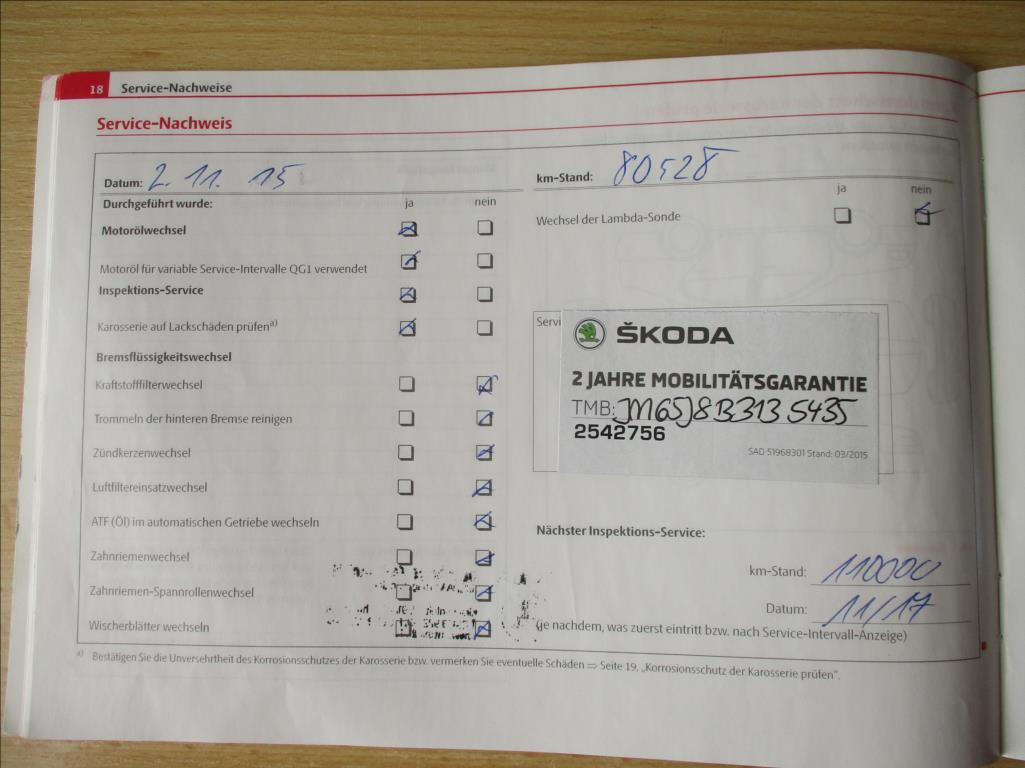 18 Service-Nachweise
Service-Nachweis
Datum: 2. 11. 15
km-Stand: 80528
Durchgeführt wurde: ja nein
ja nein
Motorölwechsel
Wechsel der Lambda-Sonde
Motoröl für variable Service-Intervalle QG1 verwendet
Inspektions-Service
Karosserie auf Lackschäden prüfen a)
Bremsflüssigkeitswechsel
Kraftstofffilterwechsel
Trommeln der hinteren Bremse reinigen
Zündkerzenwechsel
Luftfiltereinsatzwechsel
ATF (Öl) im automatischen Getriebe wechseln
Zahnriemenwechsel
Zahnriemen-Spannrollenwechsel
Wischerblätter wechseln
ŠKODA
2 JAHRE MOBILITÄTSGARANTIE
TMB: JM65J8B3135435
2542756
SAD 51968301 Stand: 03/2015
Nächster Inspektions-Service:
km-Stand: 110000
Datum: 11/17
(je nachdem, was zuerst eintritt bzw. nach Service-Intervall-Anzeige)
a) Bestätigen Sie die Unversehrtheit des Korrosionsschutzes der Karosserie bzw. vermerken Sie eventuelle Schäden ⇒ Seite 19, „Korrosionsschutz der Karosserie prüfen".